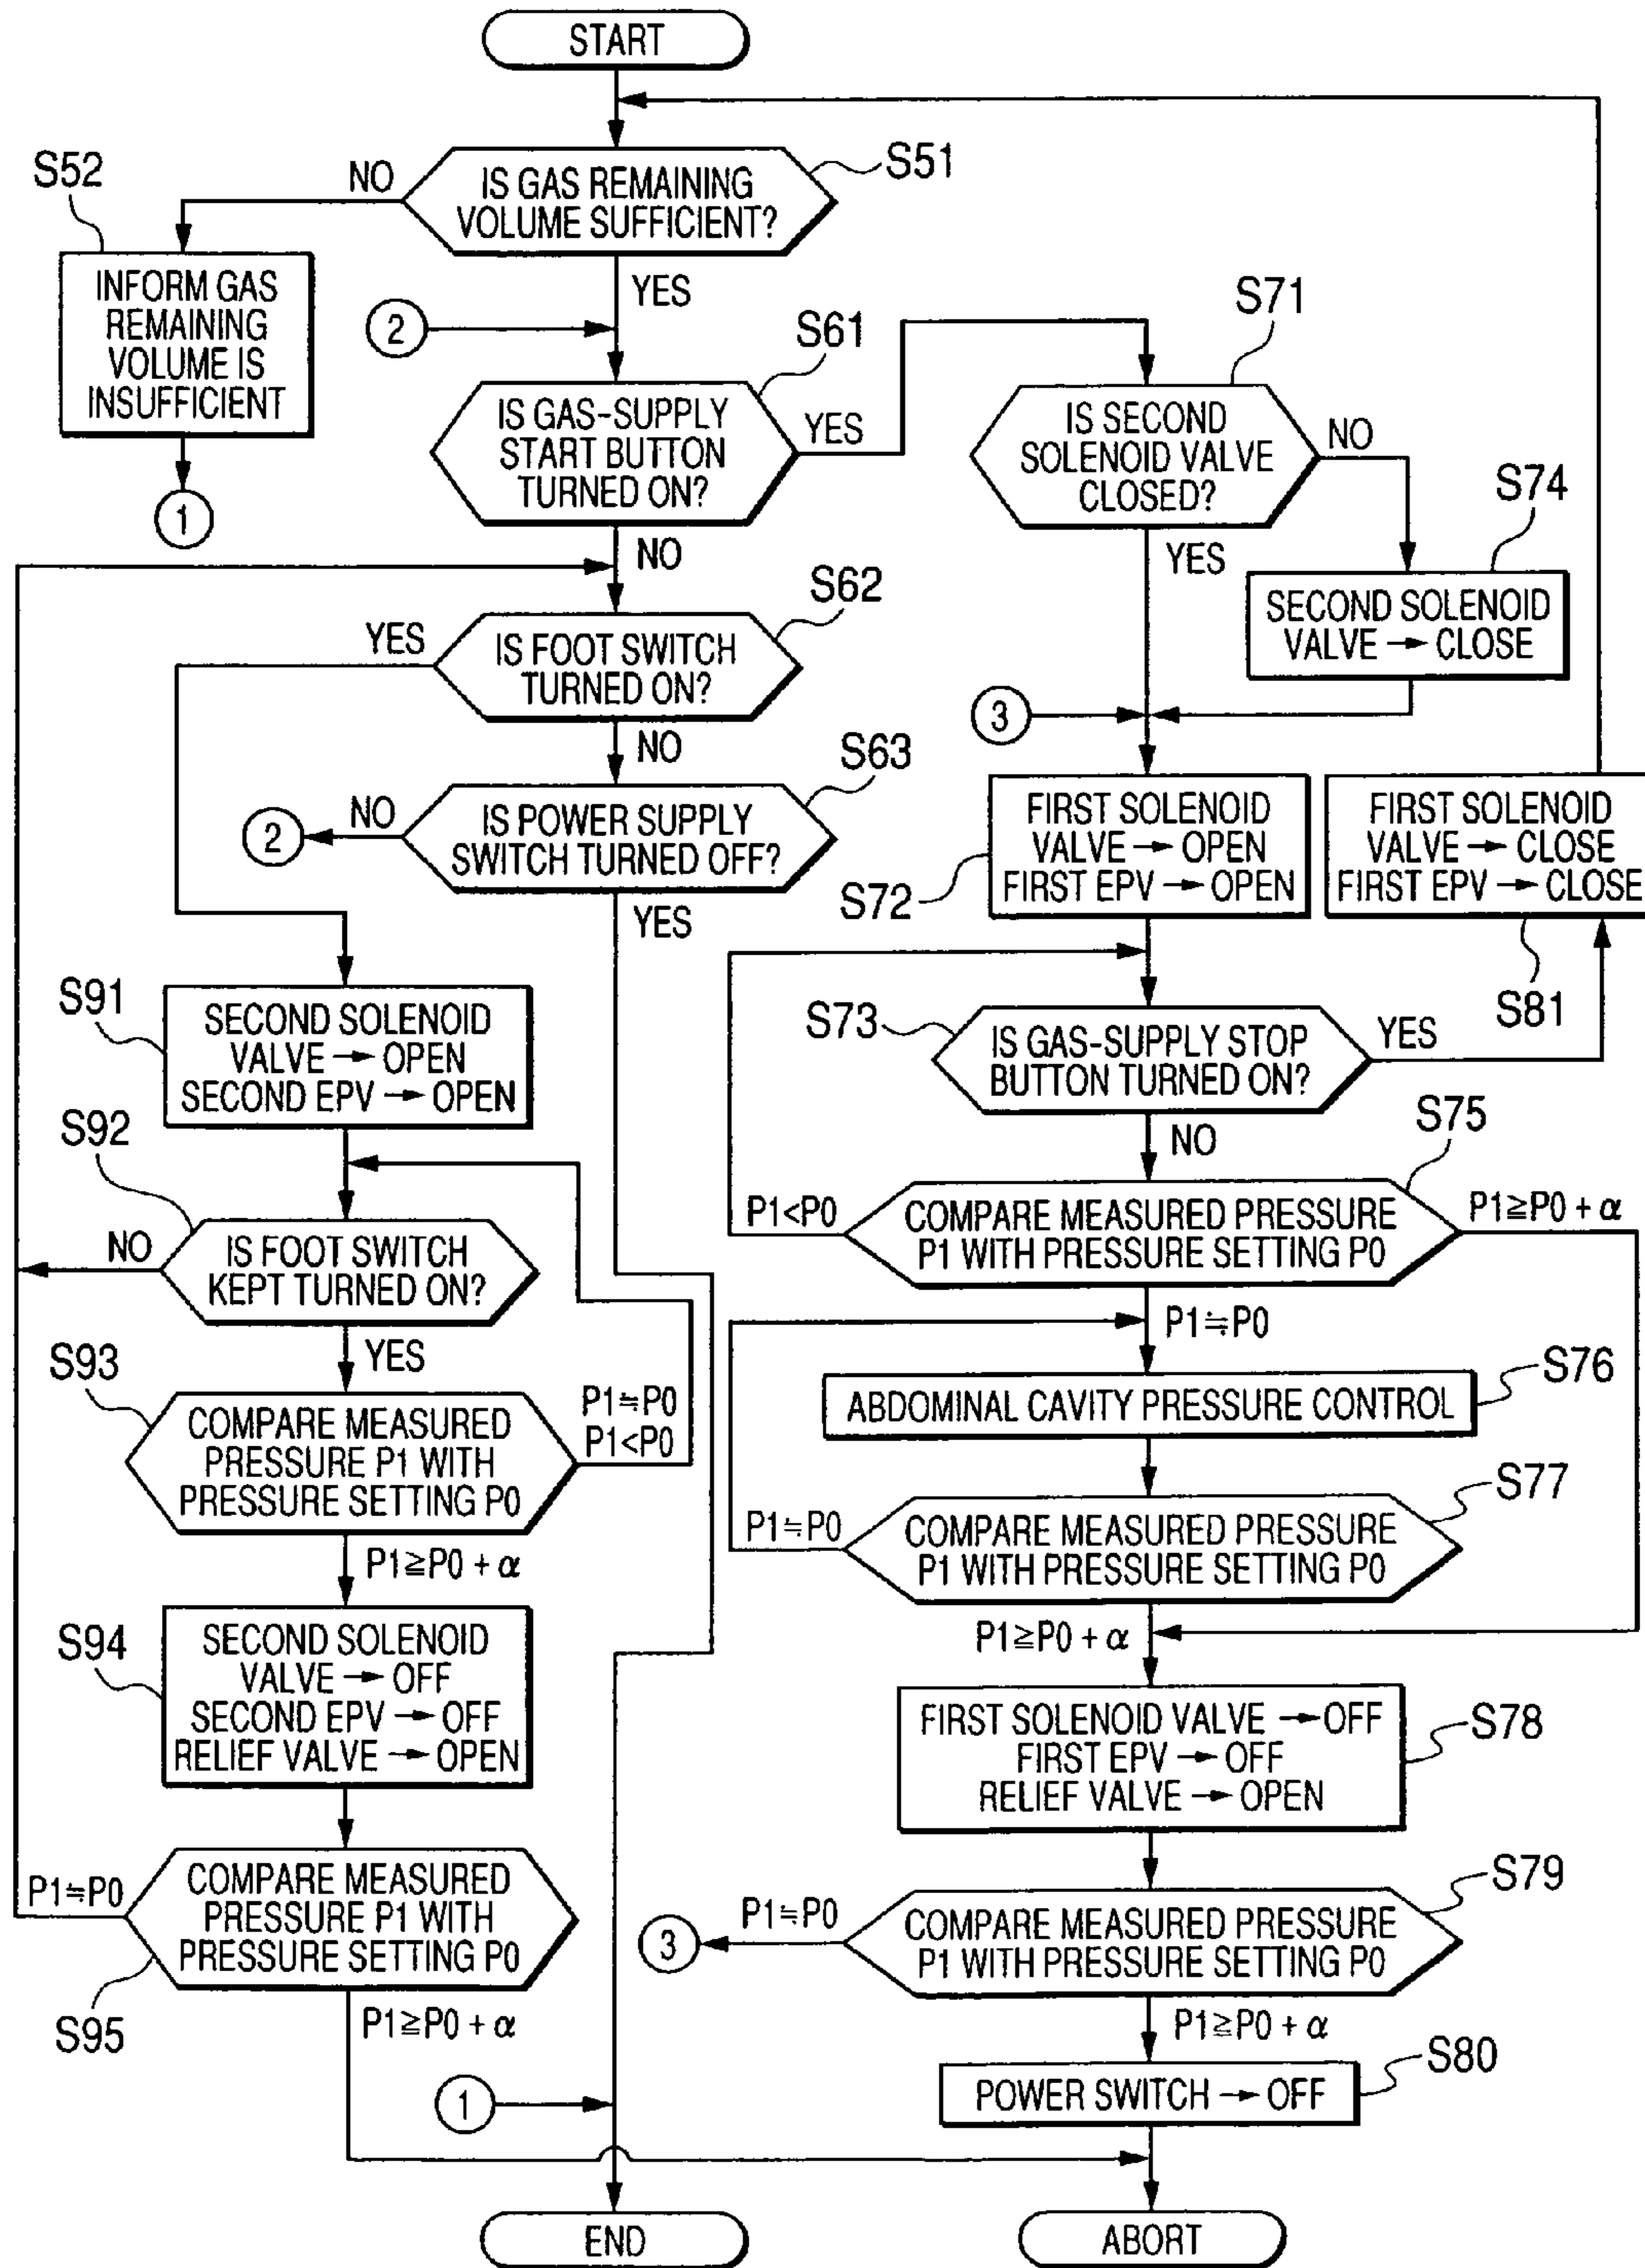 START
S51
IS GAS REMAINING
VOLUME SUFFICIENT?
NO
YES
S52
INFORM GAS
REMAINING
VOLUME IS
INSUFFICIENT
1
2
S61
IS GAS-SUPPLY
START BUTTON
TURNED ON?
YES
NO
S71
IS SECOND
SOLENOID VALVE
CLOSED?
NO
YES
S74
SECOND SOLENOID
VALVE → CLOSE
S62
YES
IS FOOT SWITCH
TURNED ON?
NO
3
S63
NO
2
IS POWER SUPPLY
SWITCH TURNED OFF?
YES
S72
FIRST SOLENOID
VALVE → OPEN
FIRST EPV → OPEN
FIRST SOLENOID
VALVE → CLOSE
FIRST EPV → CLOSE
S81
S91
SECOND SOLENOID
VALVE → OPEN
SECOND EPV → OPEN
S73
IS GAS-SUPPLY STOP
BUTTON TURNED ON?
YES
NO
S92
NO
IS FOOT SWITCH
KEPT TURNED ON?
YES
S75
P1<P0
COMPARE MEASURED PRESSURE
P1 WITH PRESSURE SETTING P0
P1≧P0 + α
P1≒P0
S93
COMPARE MEASURED
PRESSURE P1 WITH
PRESSURE SETTING P0
P1≒P0
P1<P0
P1≧P0 + α
S76
ABDOMINAL CAVITY PRESSURE CONTROL
S77
P1≒P0
COMPARE MEASURED PRESSURE
P1 WITH PRESSURE SETTING P0
P1≧P0 + α
S94
SECOND SOLENOID
VALVE → OFF
SECOND EPV → OFF
RELIEF VALVE → OPEN
FIRST SOLENOID VALVE → OFF
FIRST EPV → OFF
RELIEF VALVE → OPEN
S78
P1≒P0
COMPARE MEASURED
PRESSURE P1 WITH
PRESSURE SETTING P0
S95
P1≧P0 + α
S79
3
P1≒P0
COMPARE MEASURED PRESSURE
P1 WITH PRESSURE SETTING P0
P1≧P0 + α
1
POWER SWITCH → OFF
S80
END
ABORT